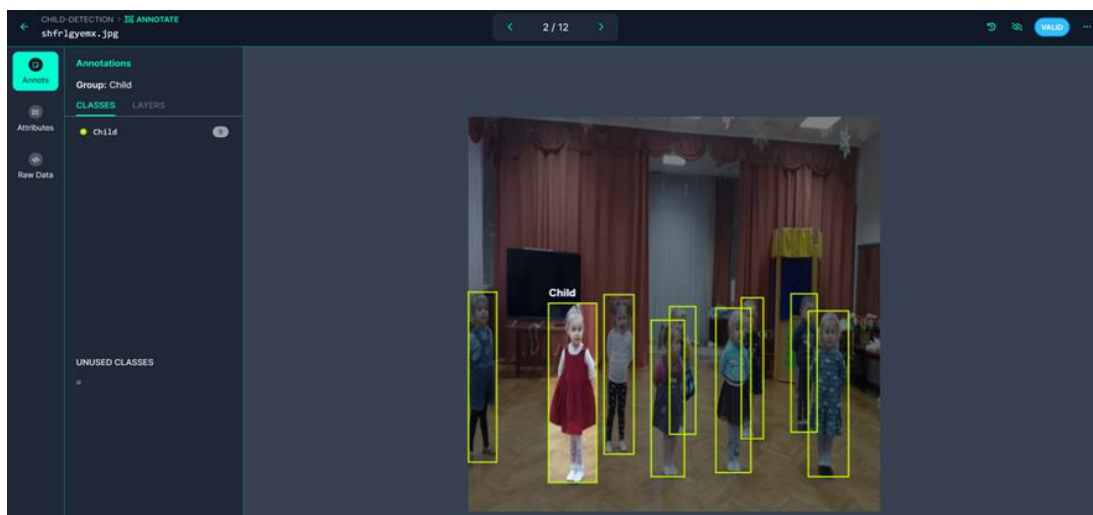 CHILD-DETECTION > ANNOTATE
shfrlgyemx.jpg
2 / 12
VALID
Annots
Attributes
Raw Data
Annotations
Group: Child
CLASSES LAYERS
Child 9
UNUSED CLASSES
Child